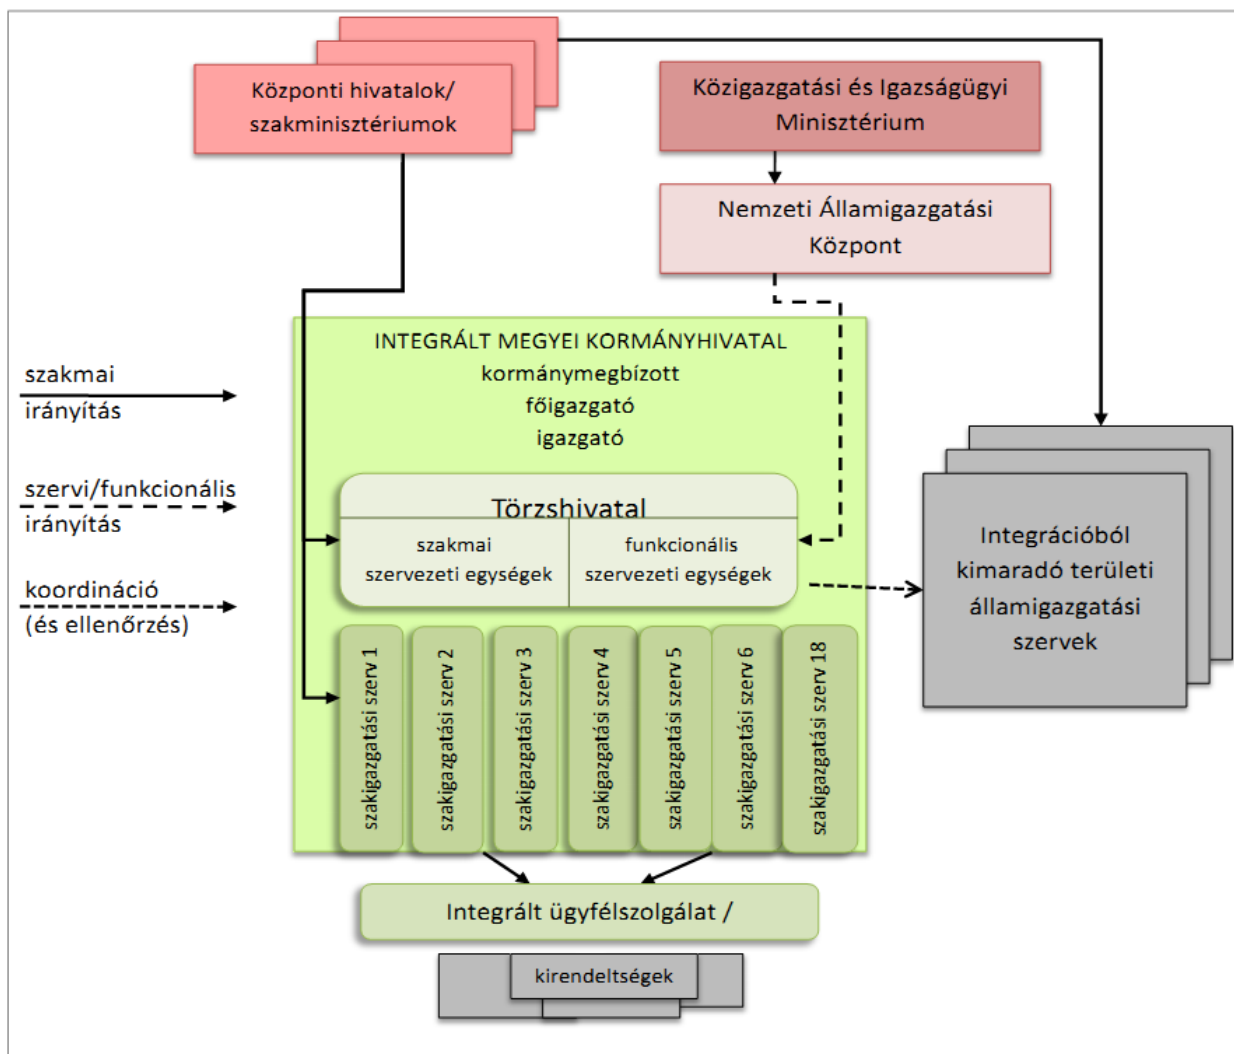 Központi hivatalok/
szakminisztériumok
Közigazgatási és Igazságügyi
Minisztérium
Nemzeti Államigazgatási
Központ
INTEGRÁLT MEGYEI KORMÁNYHIVATAL
kormánymegbízott
főigazgató
igazgató
szakmai
irányítás
szervi/funkcionális
irányítás
koordináció
(és ellenőrzés)
Törzshivatal
szakmai
szervezeti egységek
funkcionális
szervezeti egységek
Integrációból
kimaradó területi
államigazgatási
szervek
szakigazgatási szerv 1
szakigazgatási szerv 2
szakigazgatási szerv 3
szakigazgatási szerv 4
szakigazgatási szerv 5
szakigazgatási szerv 6
szakigazgatási szerv 18
Integrált ügyfélszolgálat /
kirendeltségek